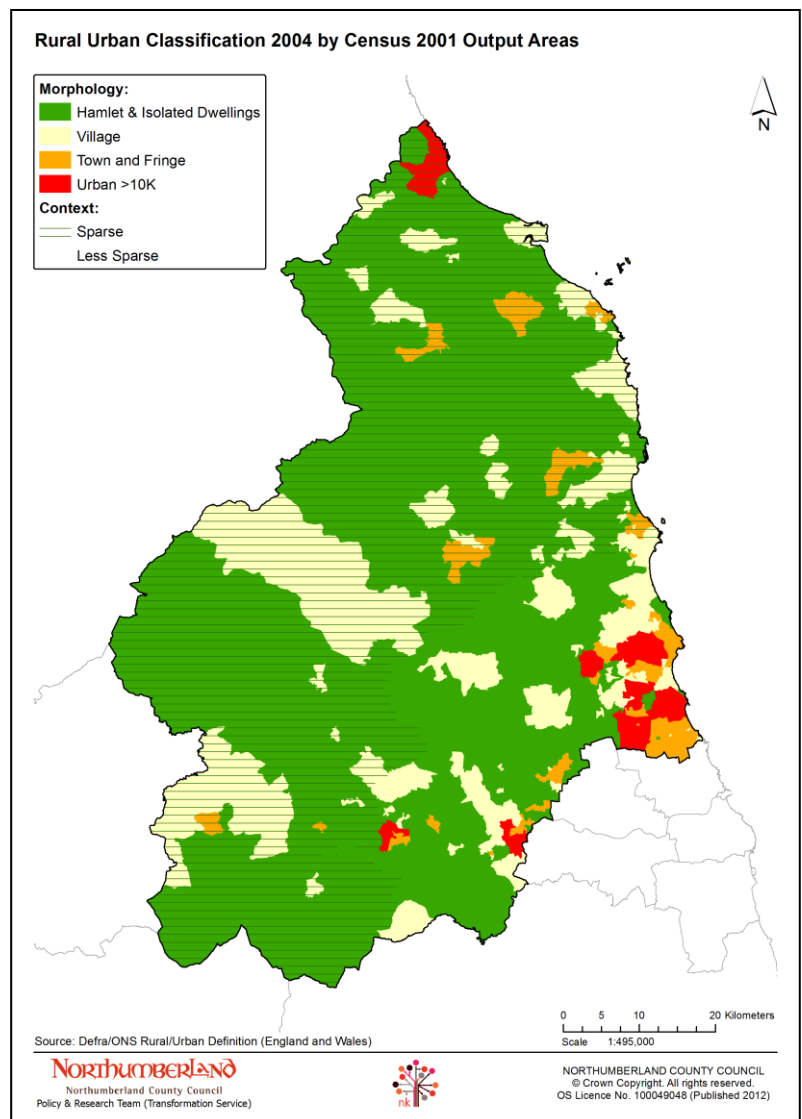 Rural Urban Classification 2004 by Census 2001 Output Areas
Morphology:
Hamlet & Isolated Dwellings
Village
Town and Fringe
Urban >10K
Context:
Sparse
Less Sparse
N
0 5 10 20 Kilometers
Scale 1:495,000
Source: Defra/ONS Rural/Urban Definition (England and Wales)
NORTHUMBERLAND
Northumberland County Council
Policy & Research Team (Transformation Service)
nk
NORTHUMBERLAND COUNTY COUNCIL
© Crown Copyright. All rights reserved.
OS Licence No. 100049048 (Published 2012)